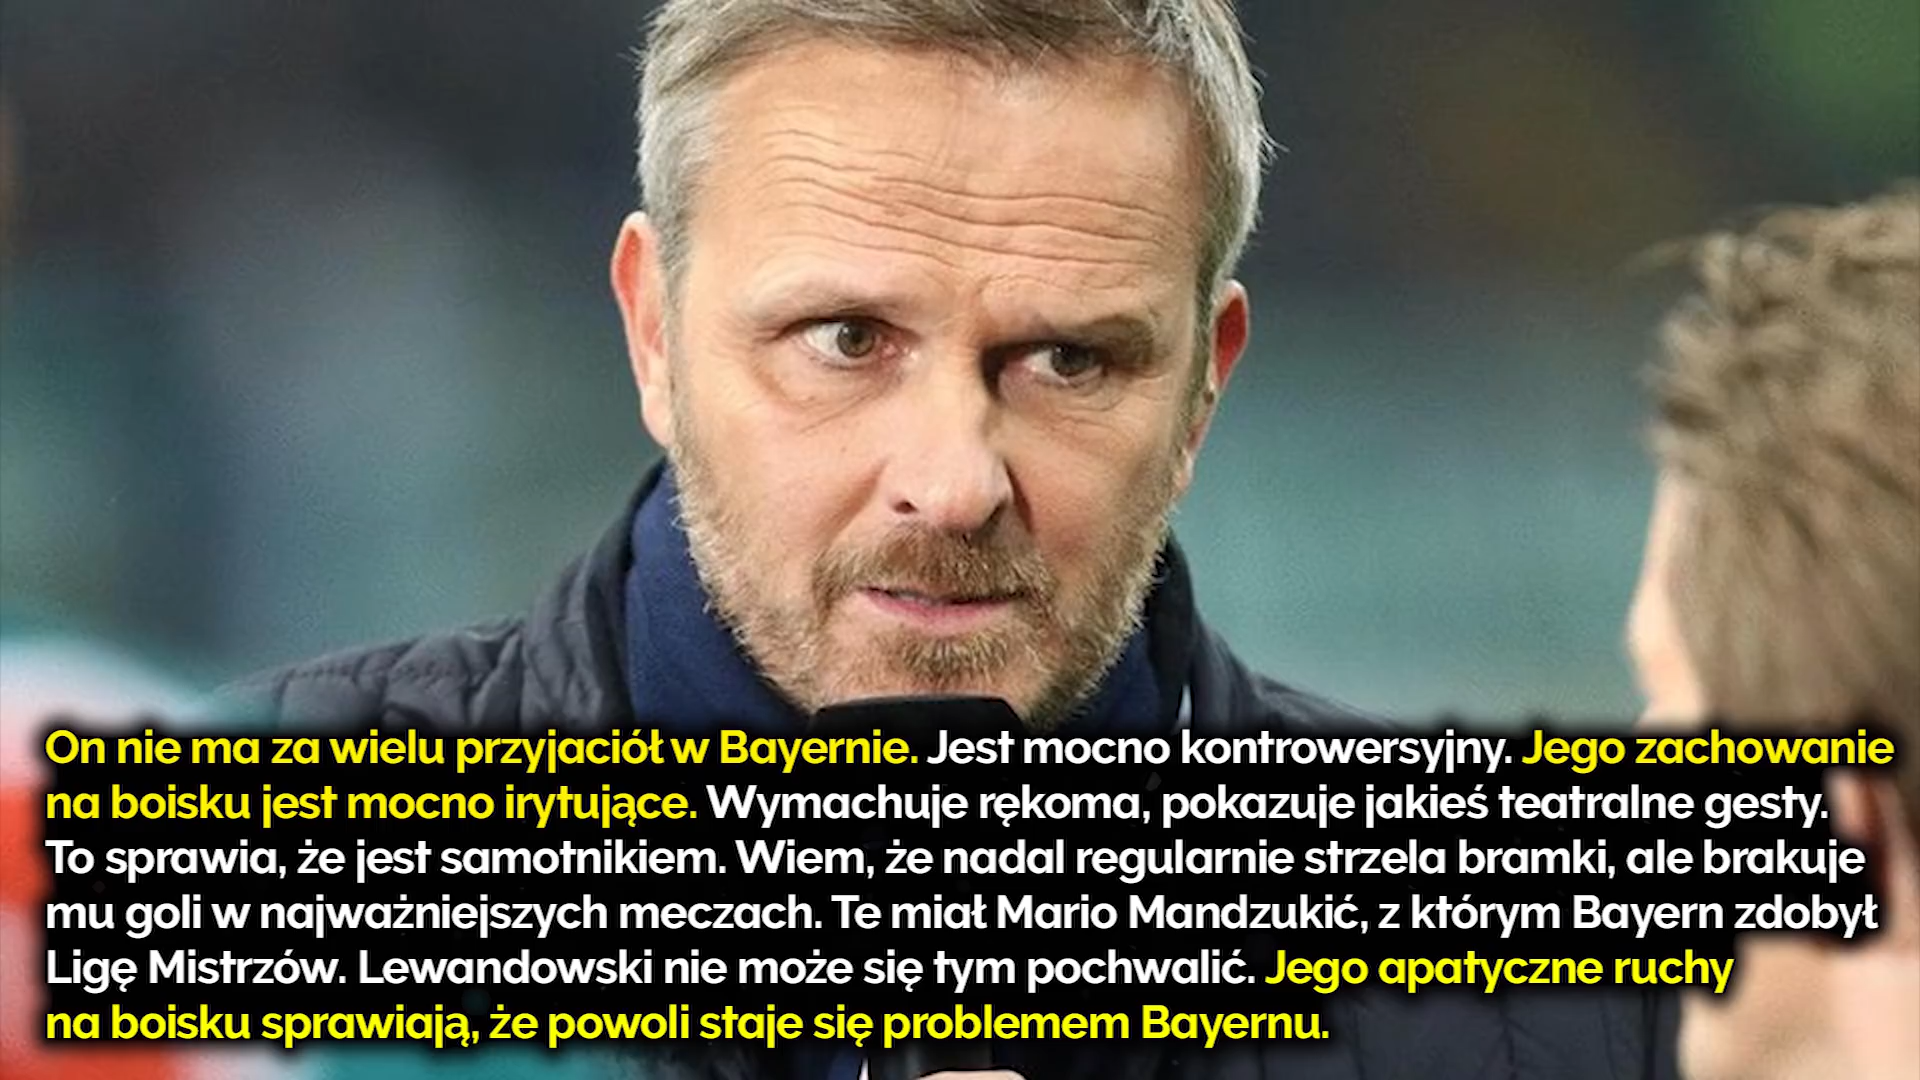 On nie ma za wielu przyjaciół w Bayernie. Jest mocno kontrowersyjny. Jego zachowanie
na boisku jest mocno irytujące. Wymachuje rękoma, pokazuje jakieś teatralne gesty.
To sprawia, że jest samotnikiem. Wiem, że nadal regularnie strzela bramki, ale brakuje
mu goli w najważniejszych meczach. Te miał Mario Mandzukić, z którym Bayern zdobył
Ligę Mistrzów. Lewandowski nie może się tym pochwalić. Jego apatyczne ruchy
na boisku sprawiają, że powoli staje się problemem Bayernu.